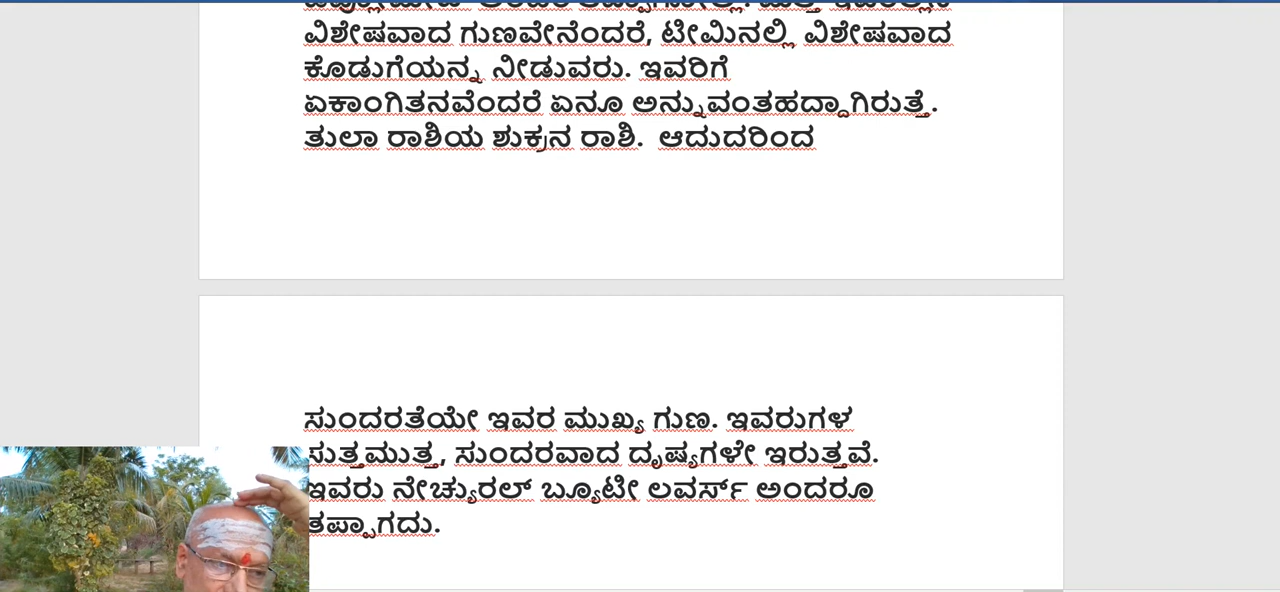 ವಿಶೇಷವಾದ ಗುಣವೇನೆಂದರೆ, ಟೀಮಿನಲ್ಲಿ ವಿಶೇಷವಾದ
ಕೊಡುಗೆಯನ್ನ ನೀಡುವರು. ಇವರಿಗೆ
ಏಕಾಂಗಿತನವೆಂದರೆ ಏನೂ ಅನ್ನುವಂತಹದ್ದಾಗಿರುತ್ತೆ.
ತುಲಾ ರಾಶಿಯ ಶುಕ್ರನ ರಾಶಿ. ಆದುದರಿಂದ
ಸುಂದರತೆಯೇ ಇವರ ಮುಖ್ಯ ಗುಣ. ಇವರುಗಳ
ಸುತ್ತಮುತ್ತ, ಸುಂದರವಾದ ದೃಷ್ಯಗಳೇ ಇರುತ್ತವೆ.
ಇವರು ನೇಚ್ಯುರಲ್ ಬ್ಯೂಟೀ ಲವರ್ಸ್ ಅಂದರೂ
ತಪ್ಪಾಗದು.